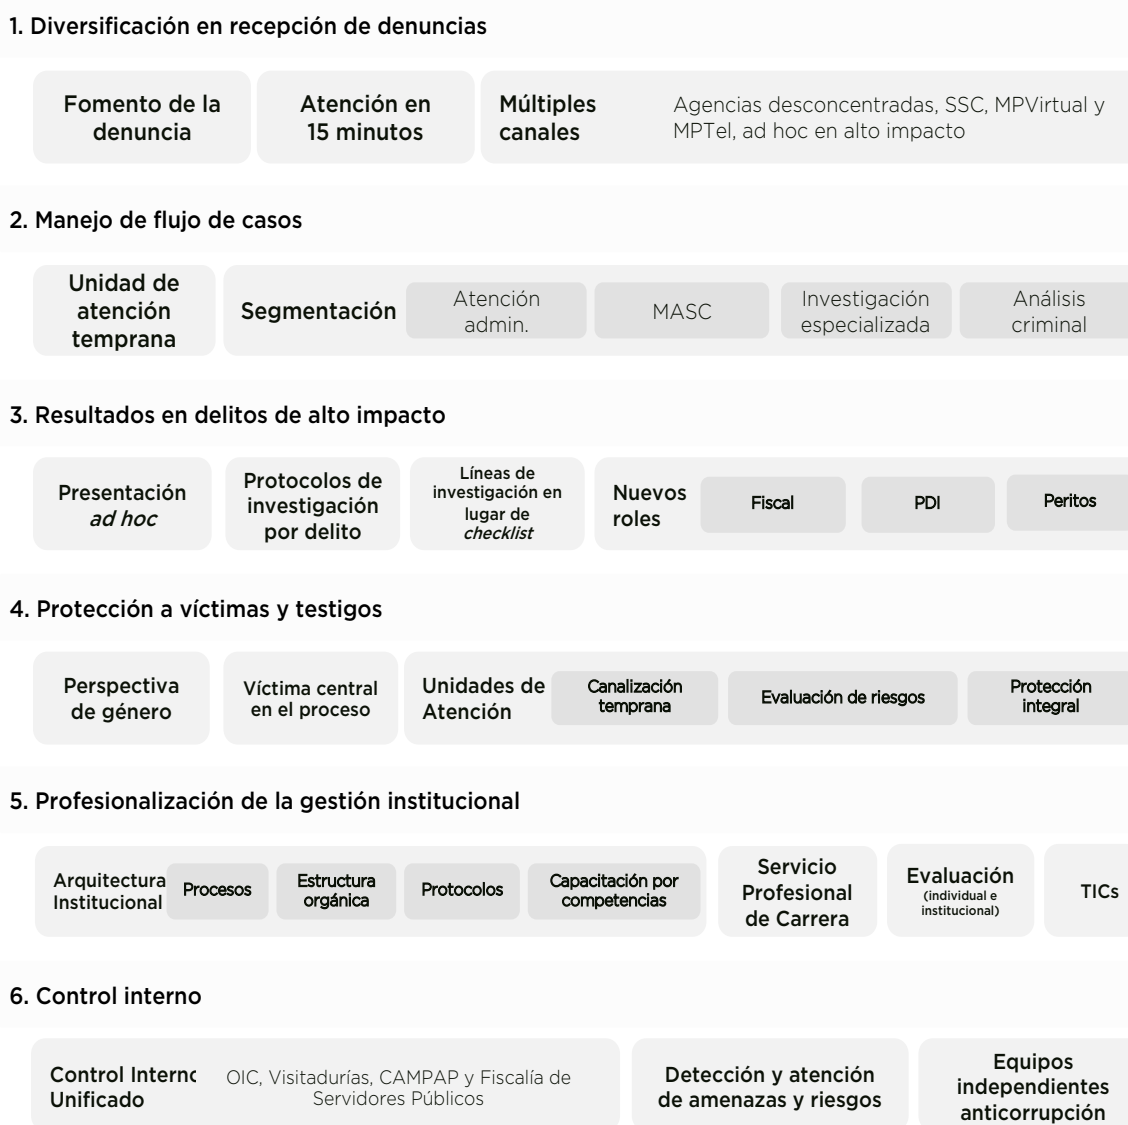 1. Diversificación en recepción de denuncias
Fomento de la
denuncia
Atención en
15 minutos
Múltiples
canales
Agencias desconcentradas, SSC, MPVirtual y
MPTel, ad hoc en alto impacto
2. Manejo de flujo de casos
Unidad de
atención
temprana
Segmentación
Atención
admin.
MASC
Investigación
especializada
Análisis
criminal
3. Resultados en delitos de alto impacto
Presentación
ad hoc
Protocolos de
investigación
por delito
Líneas de
investigación en
lugar de
checklist
Nuevos
roles
Fiscal
PDI
Peritos
4. Protección a víctimas y testigos
Perspectiva
de género
Víctima central
en el proceso
Unidades de
Atención
Canalización
temprana
Evaluación de riesgos
Protección
integral
5. Profesionalización de la gestión institucional
Arquitectura
Institucional
Procesos
Estructura
orgánica
Protocolos
Capacitación por
competencias
Servicio
Profesional
de Carrera
Evaluación
(individual e
institucional)
TICs
6. Control interno
Control Interno
Unificado
OIC, Visitadurías, CAMPAP y Fiscalía de
Servidores Públicos
Detección y atención
de amenazas y riesgos
Equipos
independientes
anticorrupción